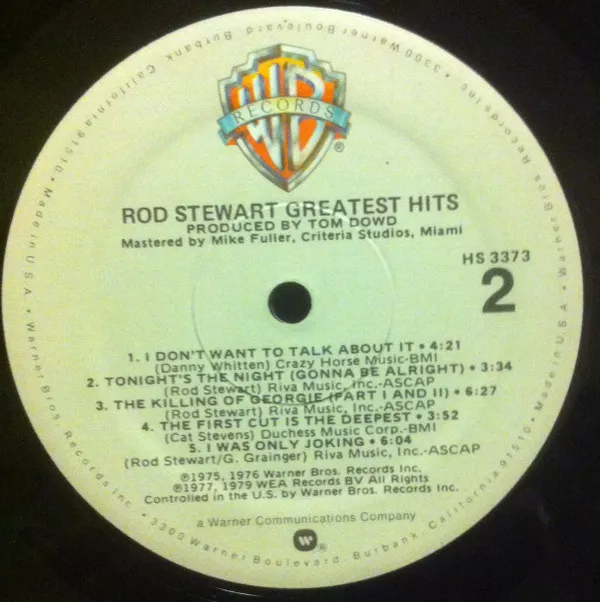 WB
RECORDS
®
ROD STEWART GREATEST HITS
PRODUCED BY TOM DOWD
Mastered by Mike Fuller, Criteria Studios, Miami
HS 3373
2
1. I DON'T WANT TO TALK ABOUT IT • 4:21
(Danny Whitten) Crazy Horse Music-BMI
2. TONIGHT'S THE NIGHT (GONNA BE ALRIGHT) • 3:34
(Rod Stewart) Riva Music, Inc.-ASCAP
3. THE KILLING OF GEORGIE (PART I AND II) • 6:27
(Rod Stewart) Riva Music, Inc.-ASCAP
4. THE FIRST CUT IS THE DEEPEST • 3:52
(Cat Stevens) Duchess Music Corp.-BMI
5. I WAS ONLY JOKING • 6:04
(Rod Stewart/G. Grainger) Riva Music, Inc.-ASCAP
℗1975, 1976 Warner Bros. Records Inc.
℗1977, 1979 WEA Records BV All Rights
Controlled in the U.S. by Warner Bros. Records Inc.
a Warner Communications Company
®
Warner Bros. Records Inc. • 3300 Warner Boulevard, Burbank, California 91510 • Made in U.S.A. • Warner Bros. Records Inc. • 3300 Warner Boulevard, Burbank, California 91510 • Made in U.S.A. •